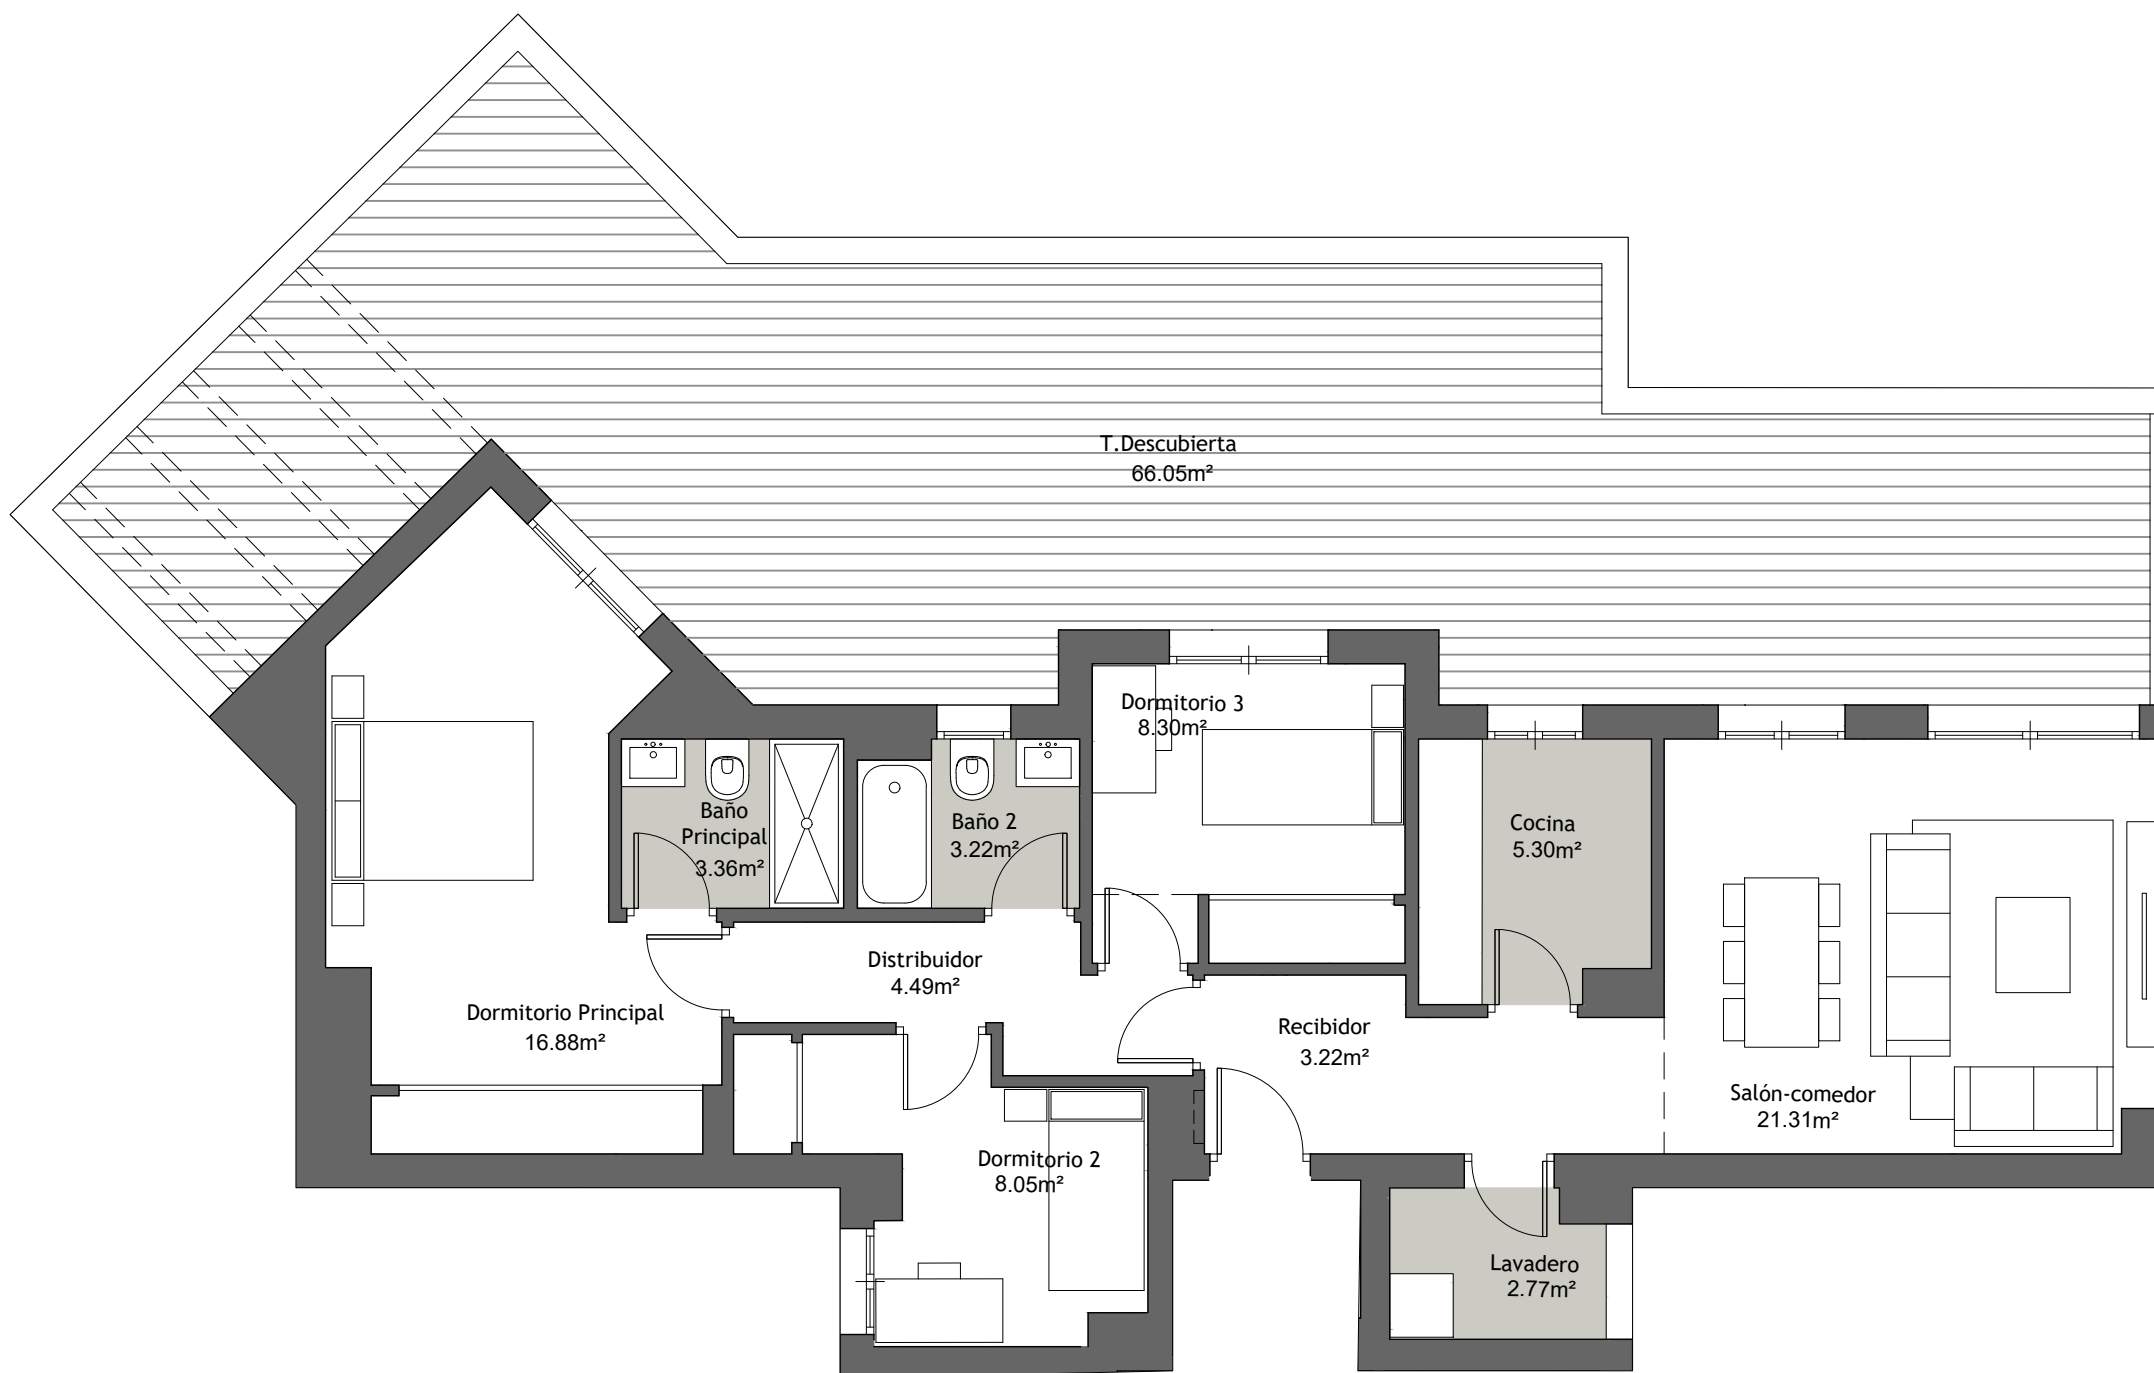 T.Descubierta
66.05m²
Dormitorio 3
8.30m²
Baño
Principal
3.36m²
Baño 2
3.22m²
Cocina
5.30m²
Distribuidor
4.49m²
Dormitorio Principal
16.88m²
Recibidor
3.22m²
Salón-comedor
21.31m²
Dormitorio 2
8.05m²
Lavadero
2.77m²